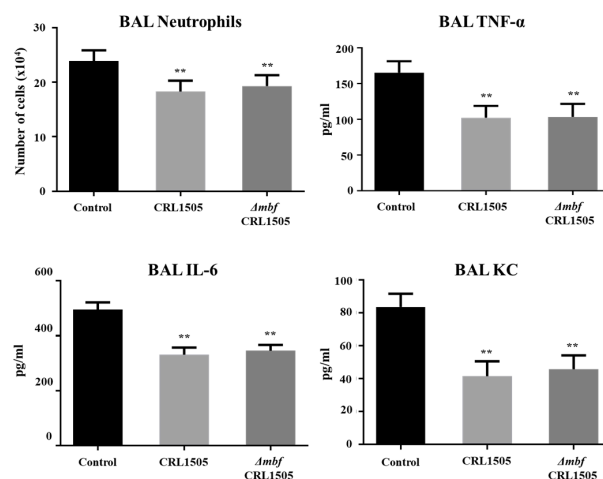 BAL Neutrophils
Number of cells (x10⁴)
30
20
10
0
Control
CRL1505
Δmbf
CRL1505
**
**
BAL TNF-α
pg/ml
200
150
100
50
0
Control
CRL1505
Δmbf
CRL1505
**
**
BAL IL-6
pg/ml
600
400
200
0
Control
CRL1505
Δmbf
CRL1505
**
**
BAL KC
pg/ml
100
80
60
40
20
0
Control
CRL1505
Δmbf
CRL1505
**
**